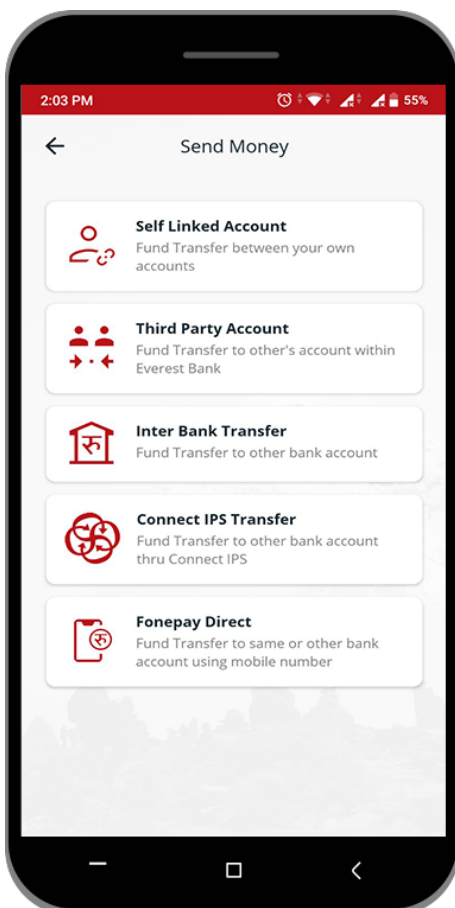 2:03 PM 55%
Send Money
Self Linked Account
Fund Transfer between your own
accounts
Third Party Account
Fund Transfer to other's account within
Everest Bank
रु
Inter Bank Transfer
Fund Transfer to other bank account
Connect IPS Transfer
Fund Transfer to other bank account
thru Connect IPS
रु
Fonepay Direct
Fund Transfer to same or other bank
account using mobile number